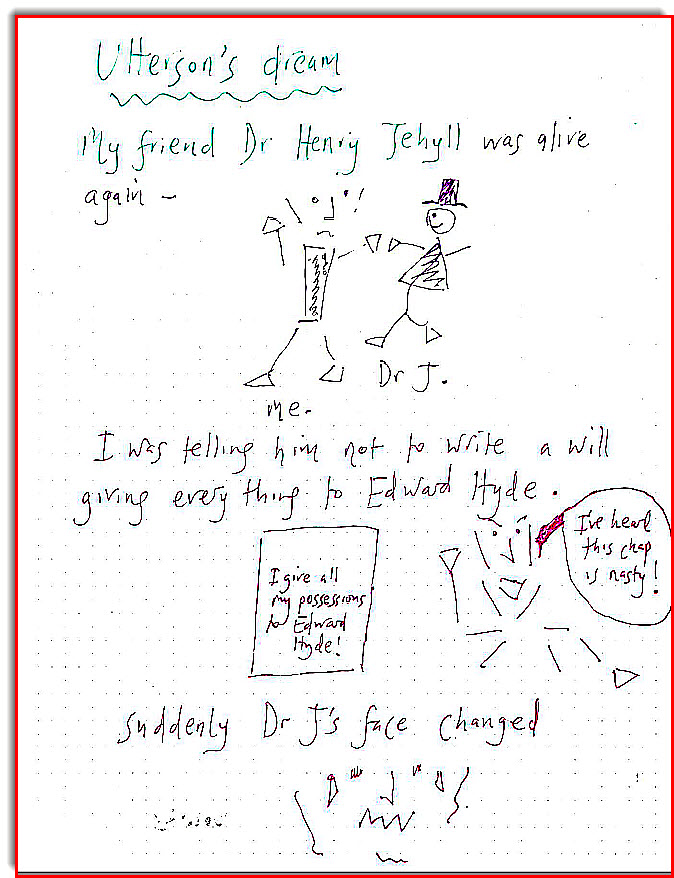 Utterson's dream
My friend Dr Henry Jekyll was alive
again -
Dr J.
me.
I was telling him not to write a will
giving everything to Edward Hyde.
I've heard
this chap
is nasty!
I give all
my possessions
to Edward
Hyde!
Suddenly Dr J's face changed